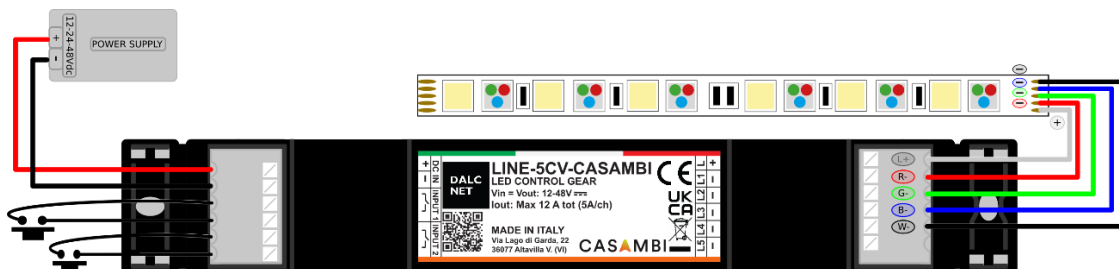 12-24-48Vdc
+
-
POWER SUPPLY
+
-
DC IN
INPUT 1
INPUT 2
DALC
NET
LINE-5CV-CASAMBI
LED CONTROL GEAR
Vin = Vout: 12-48V
Iout: Max 12 A tot (5A/ch)
MADE IN ITALY
Via Lago di Garda, 22
36077 Altavilla V. (VI)
CASAMBI
CE
UK
CA
L +
L1 -
L2 -
L3 -
L4 -
L5 -
-
-
-
-
+
L+
R-
G-
B-
W-